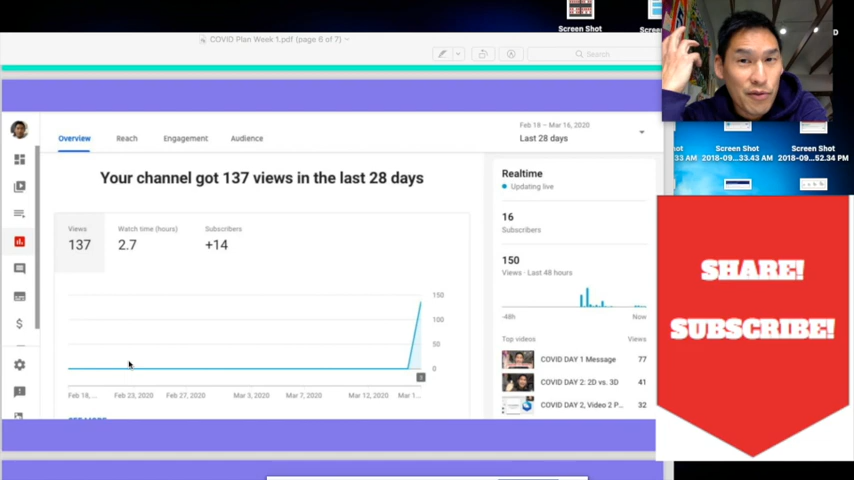 Screen Shot
COVID Plan Week 1.pdf (page 6 of 7)
Search
Overview
Reach
Engagement
Audience
Feb 18 – Mar 16, 2020
Last 28 days
Your channel got 137 views in the last 28 days
Views
137
Watch time (hours)
2.7
Subscribers
+14
150
100
50
0
Feb 18,...
Feb 23, 2020
Feb 27, 2020
Mar 3, 2020
Mar 7, 2020
Mar 12, 2020
Mar 1...
Realtime
Updating live
16
Subscribers
150
Views · Last 48 hours
-48h
Now
Top videos
Views
COVID DAY 1 Message
77
COVID DAY 2: 2D vs. 3D
41
COVID DAY 2, Video 2 P...
32
Screen Shot
2018-09...33.43 AM
Screen Shot
2018-09...52.34 PM
SHARE!
SUBSCRIBE!